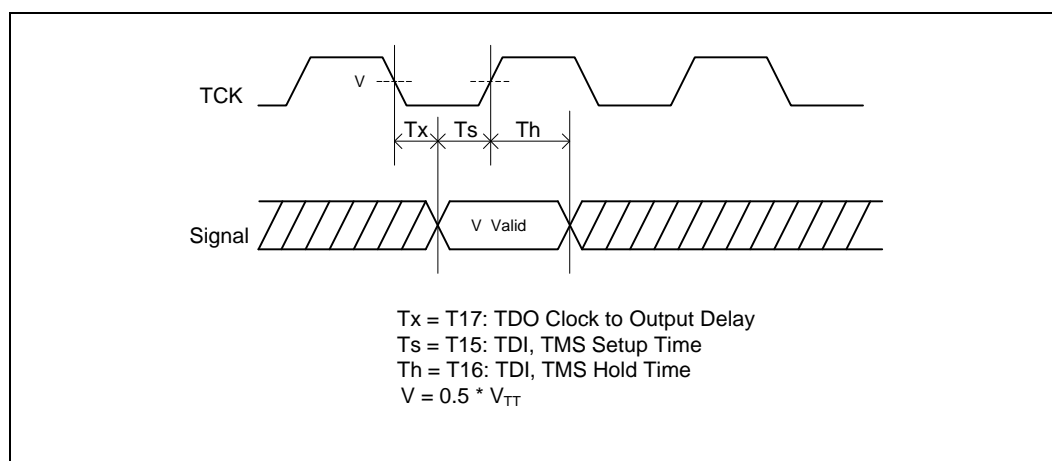 V
TCK
Tx Ts Th
V Valid
Signal
Tx = T17: TDO Clock to Output Delay
Ts = T15: TDI, TMS Setup Time
Th = T16: TDI, TMS Hold Time
V = 0.5 * VTT